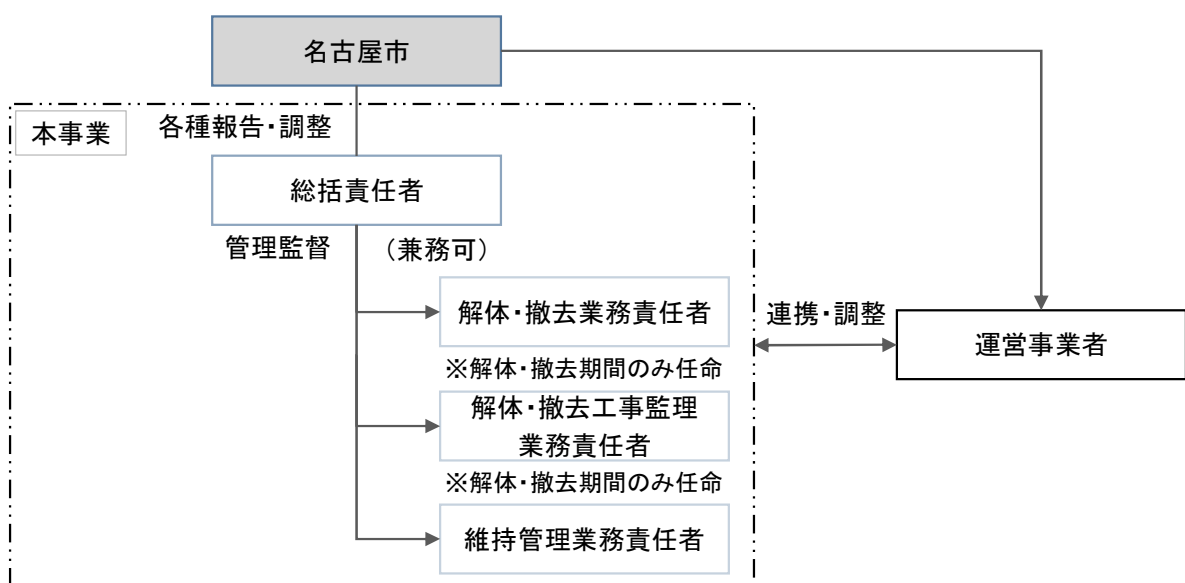 名古屋市
本事業
各種報告・調整
総括責任者
管理監督
（兼務可）
解体・撤去業務責任者
※解体・撤去期間のみ任命
解体・撤去工事監理
業務責任者
※解体・撤去期間のみ任命
維持管理業務責任者
連携・調整
運営事業者